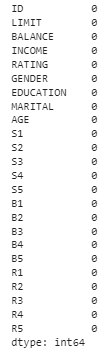 ID 0
LIMIT 0
BALANCE 0
INCOME 0
RATING 0
GENDER 0
EDUCATION 0
MARITAL 0
AGE 0
S1 0
S2 0
S3 0
S4 0
S5 0
B1 0
B2 0
B3 0
B4 0
B5 0
R1 0
R2 0
R3 0
R4 0
R5 0
dtype: int64